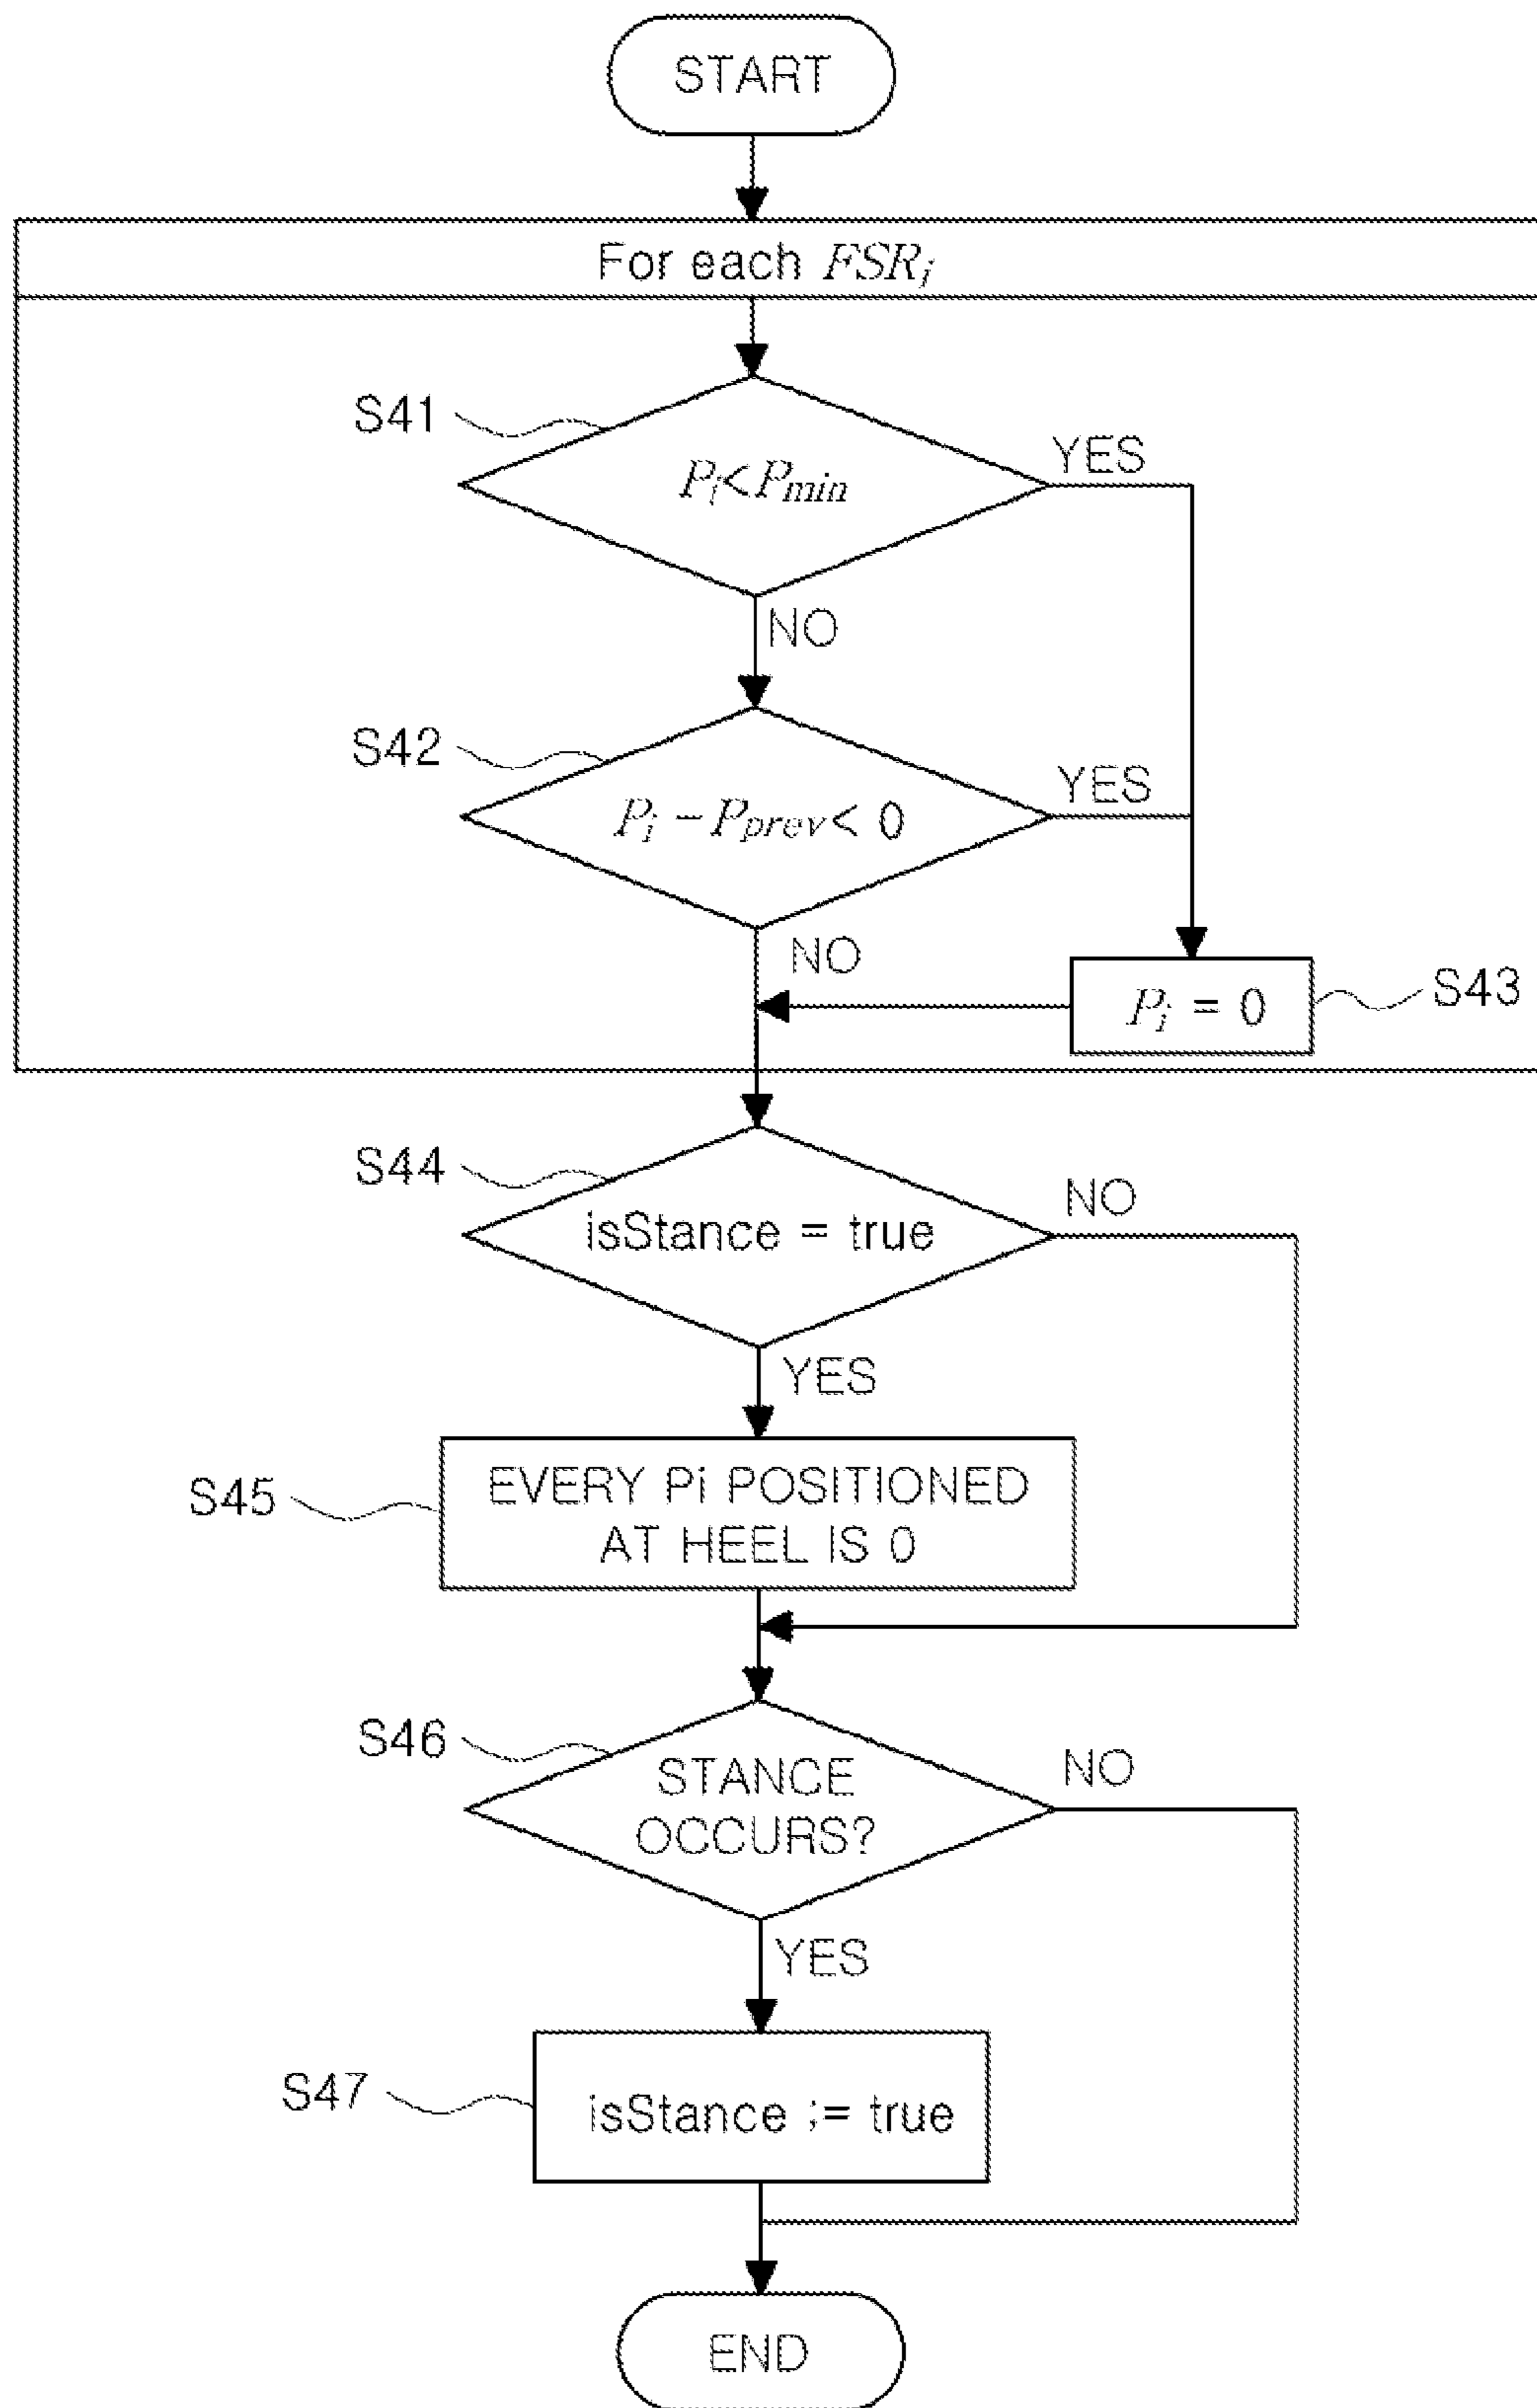 START
For each FSRi
S41
Pi<Pmin
YES
NO
S42
Pi – Pprev< 0
YES
NO
Pi = 0
S43
S44
isStance = true
NO
YES
S45
EVERY Pi POSITIONED
AT HEEL IS 0
S46
STANCE
OCCURS?
NO
YES
S47
isStance := true
END